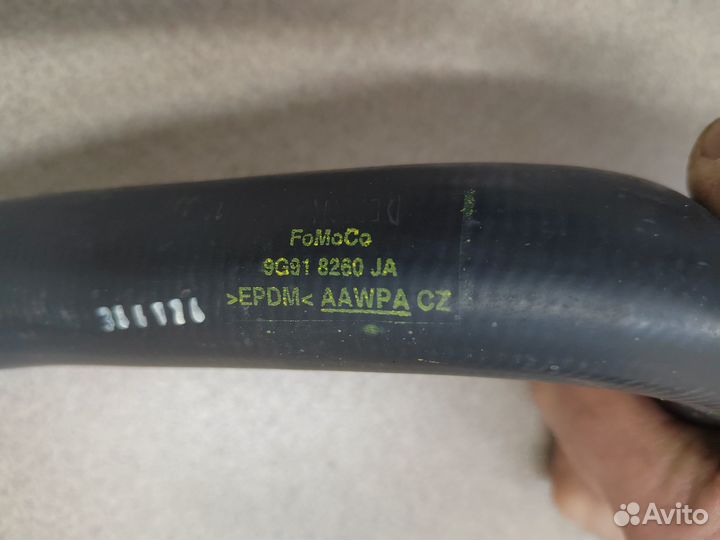 FoMoCo
9G91 8260 JA
>EPDM< AAWPA CZ
Avito